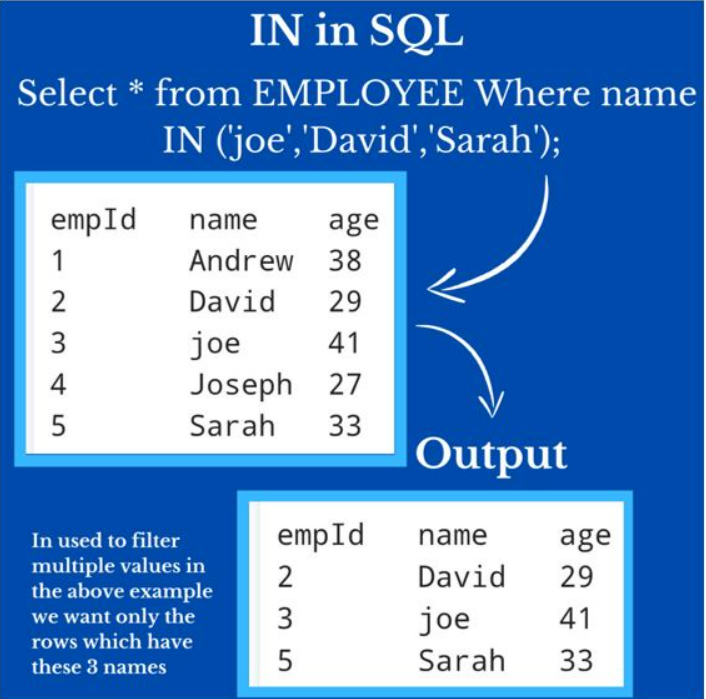 IN in SQL
Select * from EMPLOYEE Where name
IN ('joe','David','Sarah');
empId name age
1 Andrew 38
2 David 29
3 joe 41
4 Joseph 27
5 Sarah 33
Output
In used to filter
multiple values in
the above example
we want only the
rows which have
these 3 names
empId name age
2 David 29
3 joe 41
5 Sarah 33